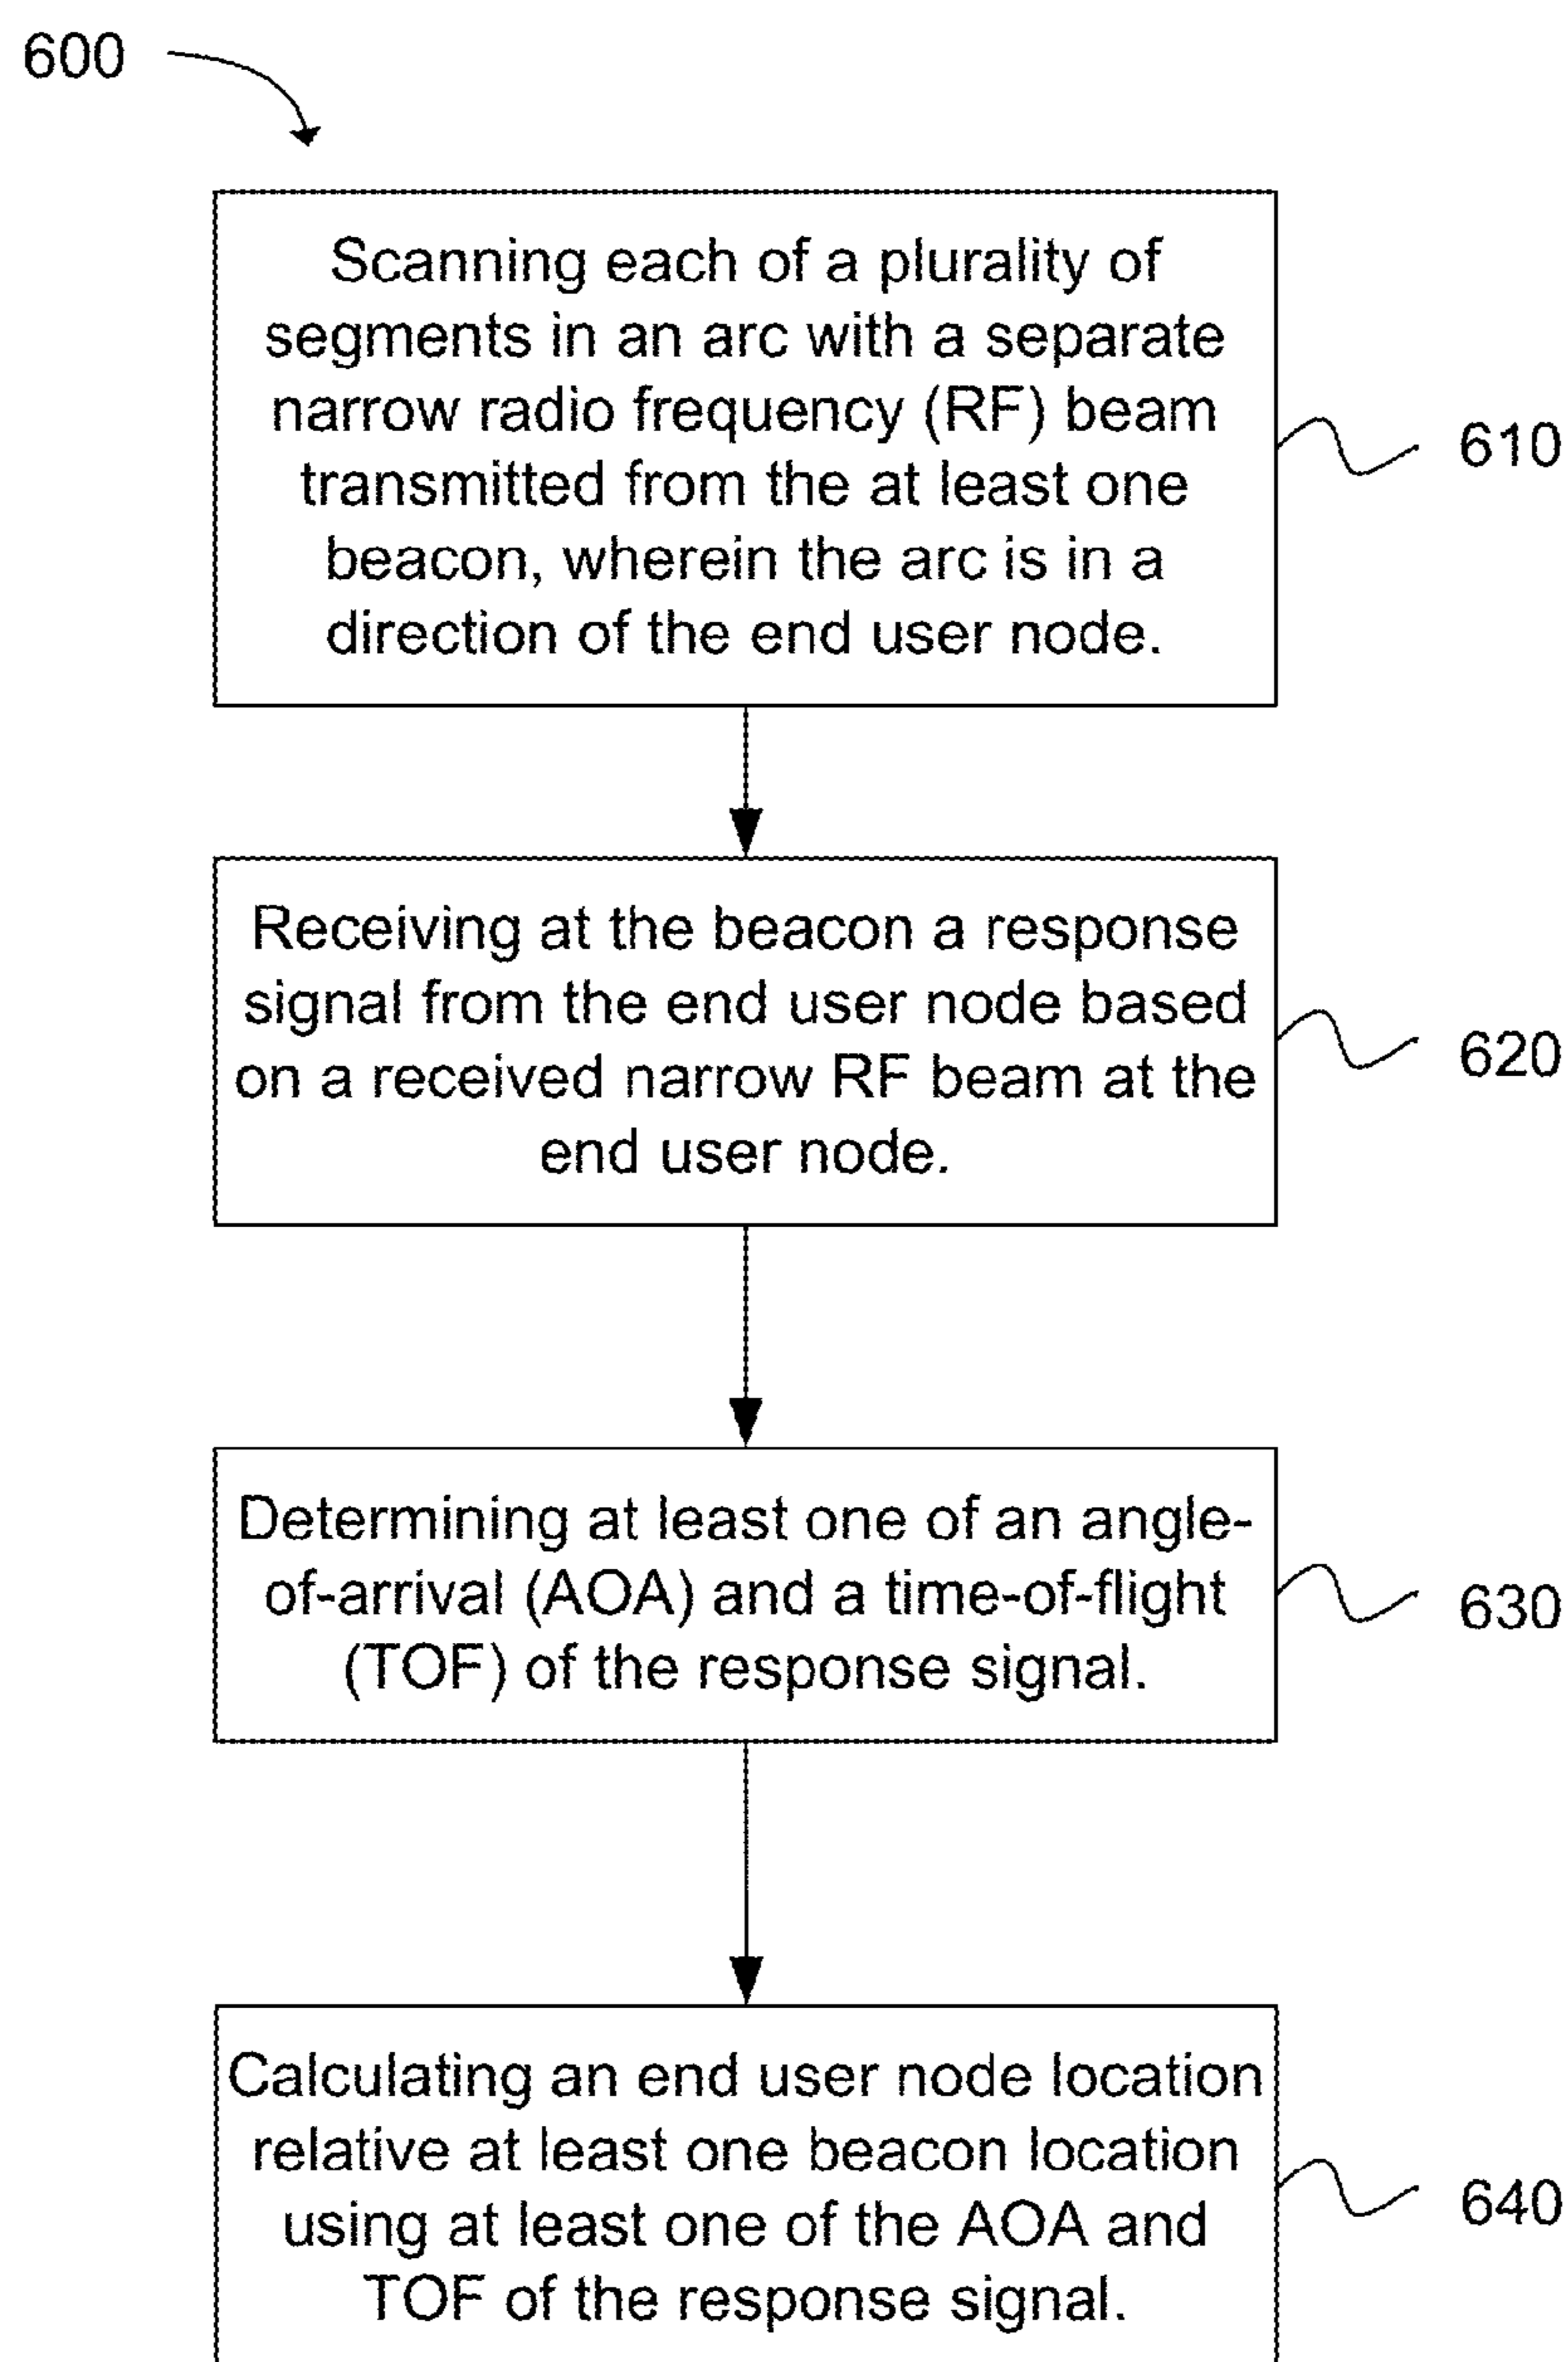 600
Scanning each of a plurality of
segments in an arc with a separate
narrow radio frequency (RF) beam
transmitted from the at least one
beacon, wherein the arc is in a
direction of the end user node.
610
Receiving at the beacon a response
signal from the end user node based
on a received narrow RF beam at the
end user node.
620
Determining at least one of an angle-
of-arrival (AOA) and a time-of-flight
(TOF) of the response signal.
630
Calculating an end user node location
relative at least one beacon location
using at least one of the AOA and
TOF of the response signal.
640